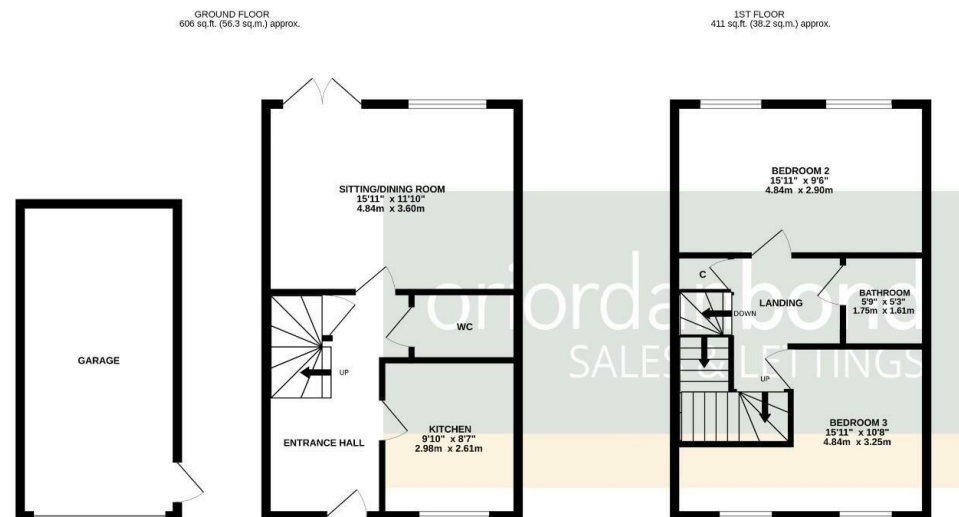 GROUND FLOOR
606 sq.ft. (56.3 sq.m.) approx.
1ST FLOOR
411 sq.ft. (38.2 sq.m.) approx.
SITTING/DINING ROOM
15'11" x 11'10"
4.84m x 3.60m
WC
UP
KITCHEN
9'10" x 8'7"
2.98m x 2.61m
ENTRANCE HALL
GARAGE
BEDROOM 2
15'11" x 9'6"
4.84m x 2.90m
C
LANDING
BATHROOM
5'9" x 5'3"
1.75m x 1.61m
DOWN
UP
BEDROOM 3
15'11" x 10'8"
4.84m x 3.25m
oriordanbond
SALES & LETTINGS